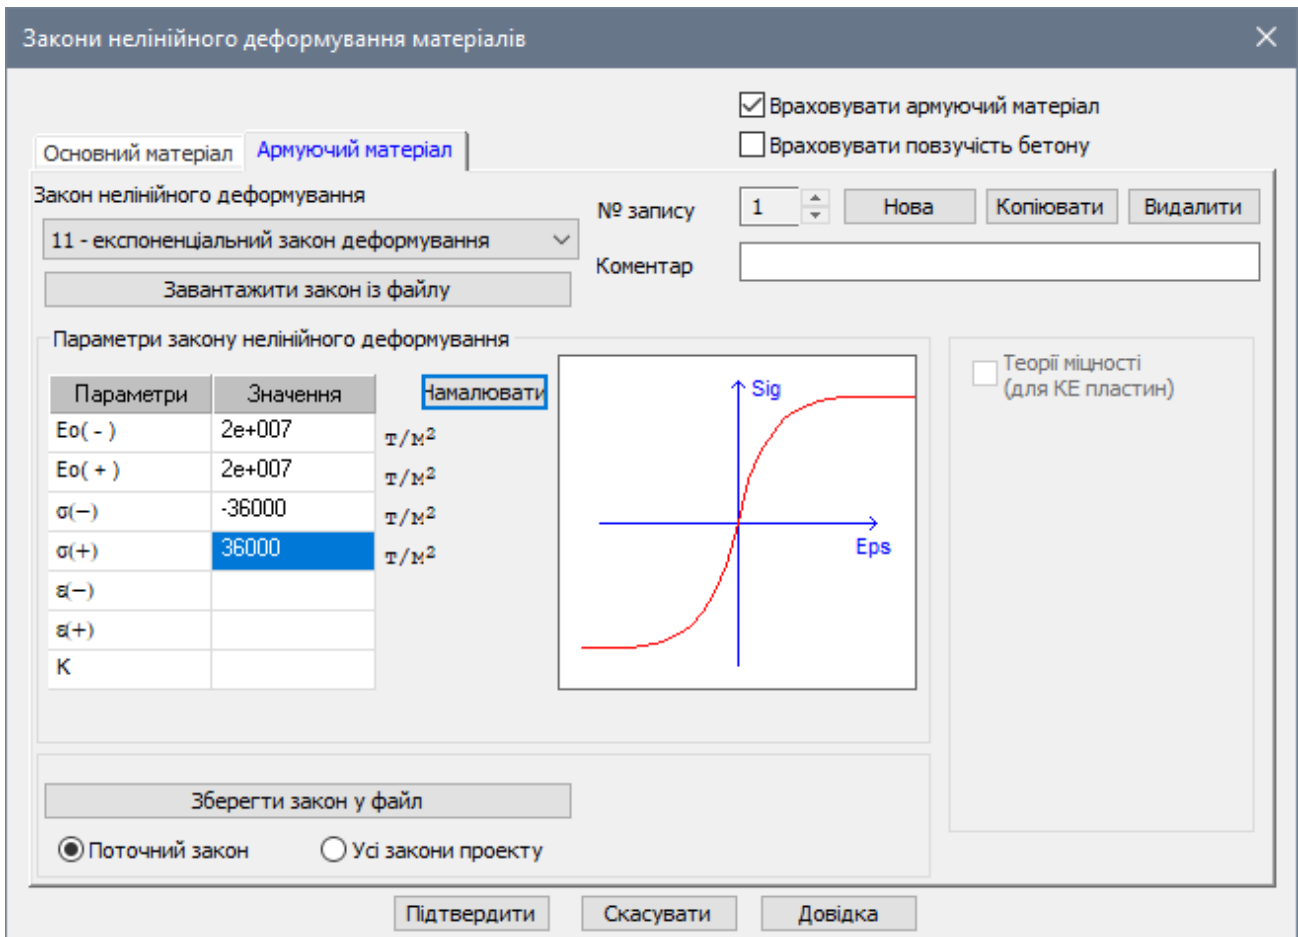 Закони нелінійного деформування матеріалів
Враховувати армуючий матеріал
Враховувати повзучість бетону
Основний матеріал
Армуючий матеріал
Закон нелінійного деформування
11 - експоненціальний закон деформування
Завантажити закон із файлу
№ запису
1
Нова
Копіювати
Видалити
Коментар
Параметри закону нелінійного деформування
Параметри Значення
Намалювати
Eo( - ) 2e+007 т/м²
Eo( + ) 2e+007 т/м²
σ(−) -36000 т/м²
σ(+) 36000 т/м²
ε(−)
ε(+)
K
Sig
Eps
Теорії міцності
(для КЕ пластин)
Зберегти закон у файл
Поточний закон
Усі закони проекту
Підтвердити
Скасувати
Довідка